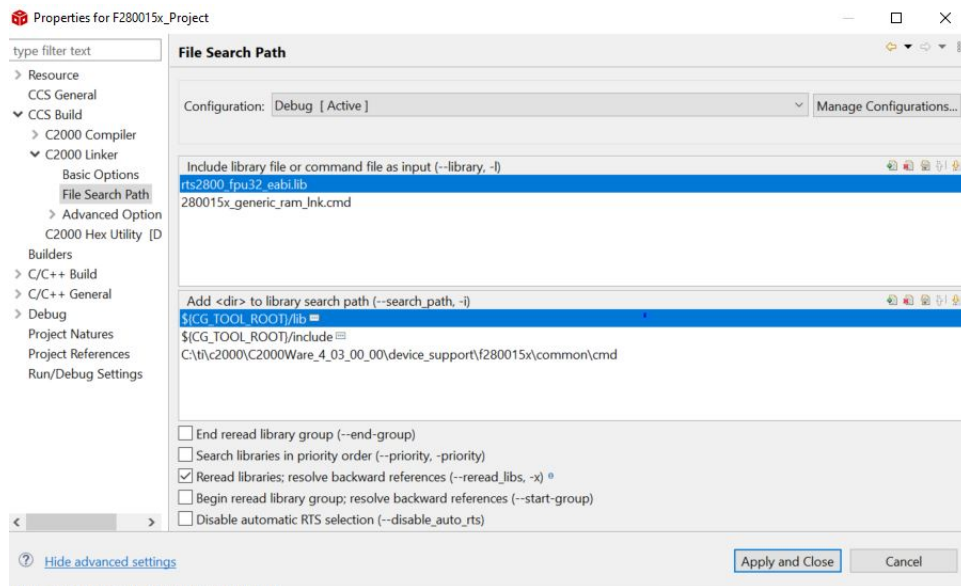 Properties for F280015x_Project
type filter text
Resource
CCS General
CCS Build
C2000 Compiler
C2000 Linker
Basic Options
File Search Path
Advanced Option
C2000 Hex Utility [D
Builders
C/C++ Build
C/C++ General
Debug
Project Natures
Project References
Run/Debug Settings
File Search Path
Configuration: Debug [ Active ]
Manage Configurations...
Include library file or command file as input (--library, -l)
rts2800_fpu32_eabi.lib
280015x_generic_ram_lnk.cmd
Add <dir> to library search path (--search_path, -i)
${CG_TOOL_ROOT}/lib
${CG_TOOL_ROOT}/include
C:\ti\c2000\C2000Ware_4_03_00_00\device_support\f280015x\common\cmd
End reread library group (--end-group)
Search libraries in priority order (--priority, -priority)
Reread libraries; resolve backward references (--reread_libs, -x)
Begin reread library group; resolve backward references (--start-group)
Disable automatic RTS selection (--disable_auto_rts)
Hide advanced settings
Apply and Close
Cancel